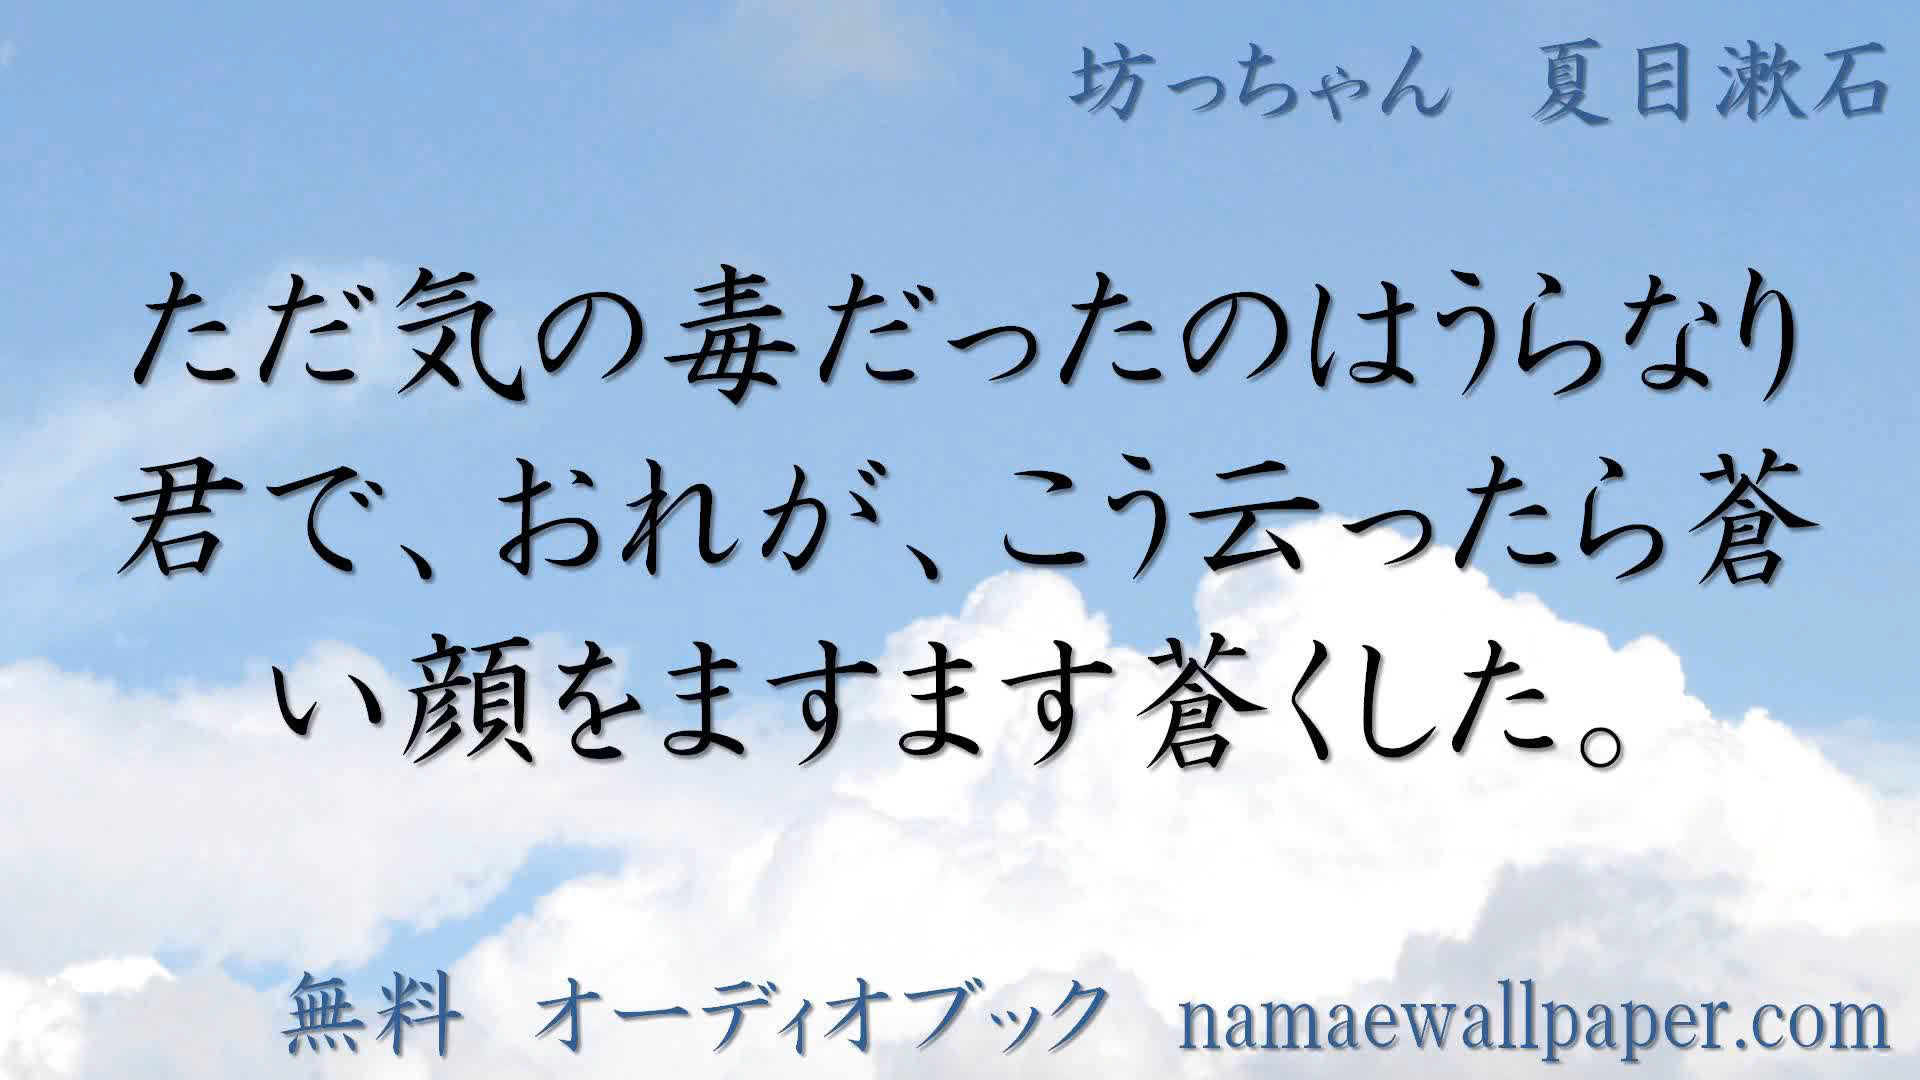 坊っちゃん　夏目漱石
ただ気の毒だったのはうらなり
君で、おれが、こう云ったら蒼
い顔をますます蒼くした。
無料　オーディオブック　namaewallpaper.com